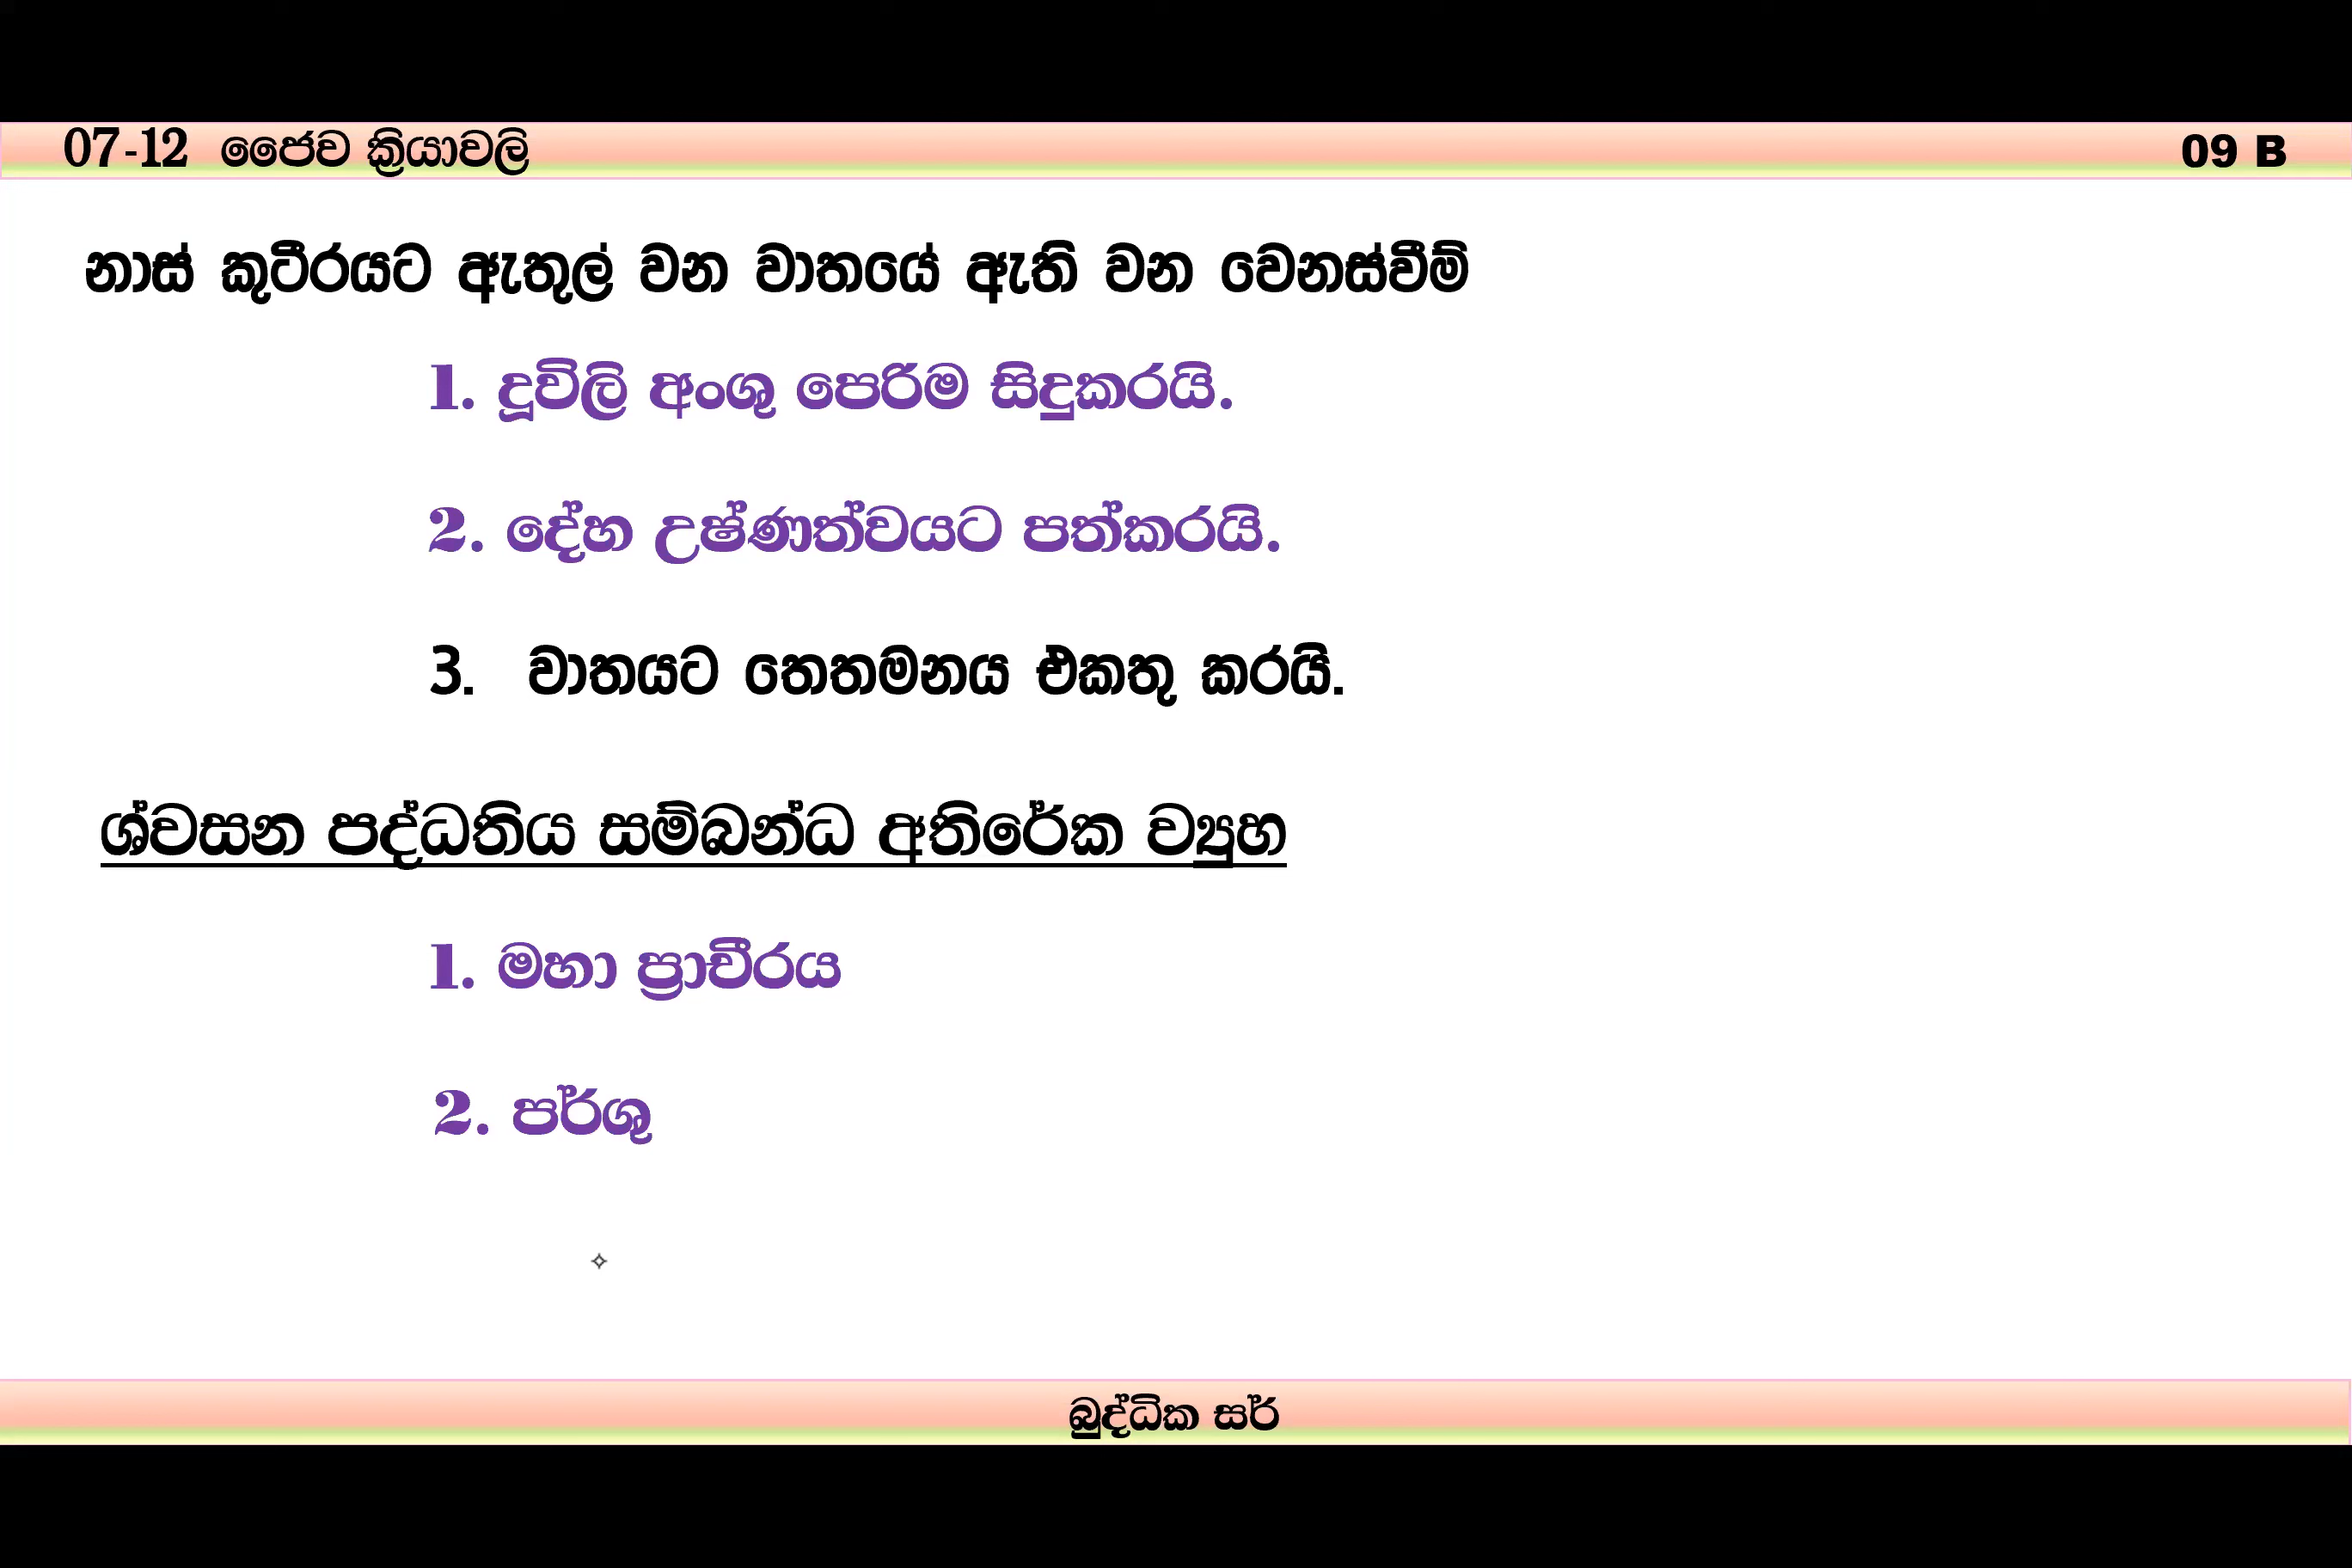 07-12 ජෛව ක්‍රියාවලි 09 B
නාස් කුටීරයට ඇතුල් වන වාතයේ ඇති වන වෙනස්වීම්
1. දූවිලි අංශු පෙරීම සිදුකරයි.
2. දේහ උෂ්ණත්වයට පත්කරයි.
3. වාතයට තෙතමනය එකතු කරයි.
ශ්වසන පද්ධතිය සම්බන්ධ අතිරේක ව්‍යුහ
1. මහා ප්‍රාචීරය
2. පර්ශු
බුද්ධික සර්